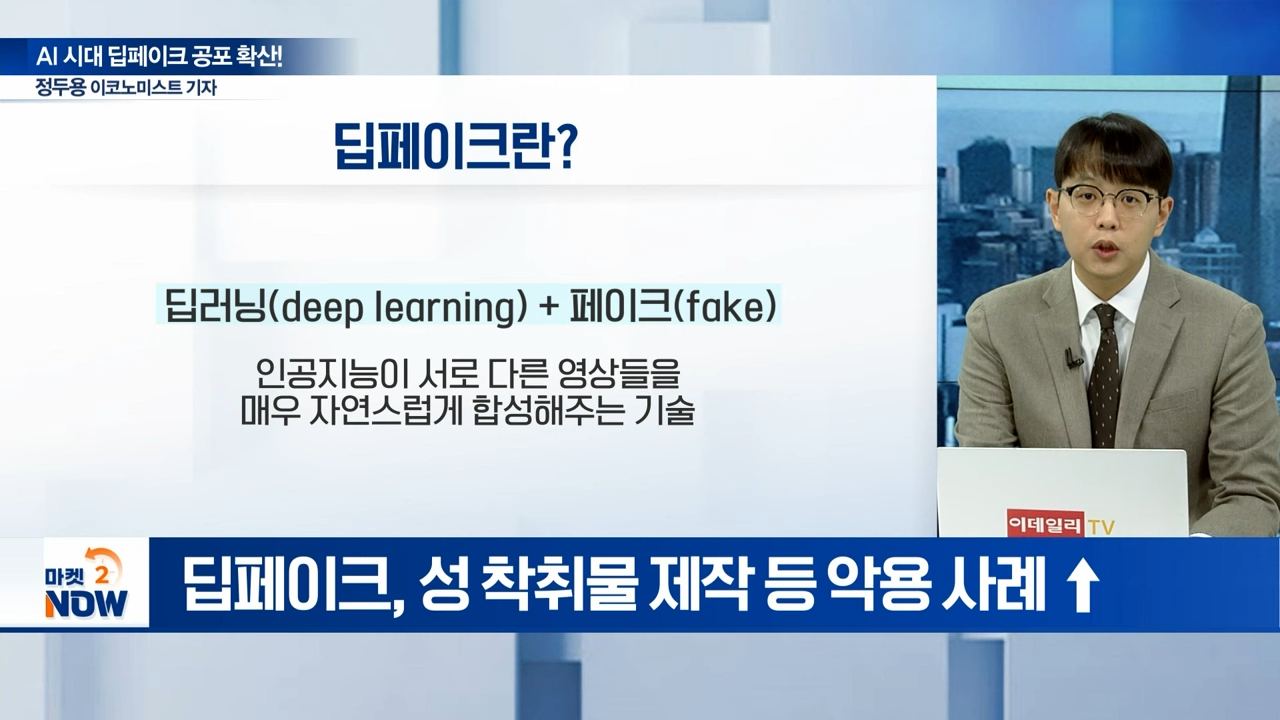 AI 시대 딥페이크 공포 확산!
정두용 이코노미스트 기자
딥페이크란?
딥러닝(deep learning) + 페이크(fake)
인공지능이 서로 다른 영상들을
매우 자연스럽게 합성해주는 기술
이데일리 TV
마켓 2
NOW
딥페이크, 성 착취물 제작 등 악용 사례 ↑